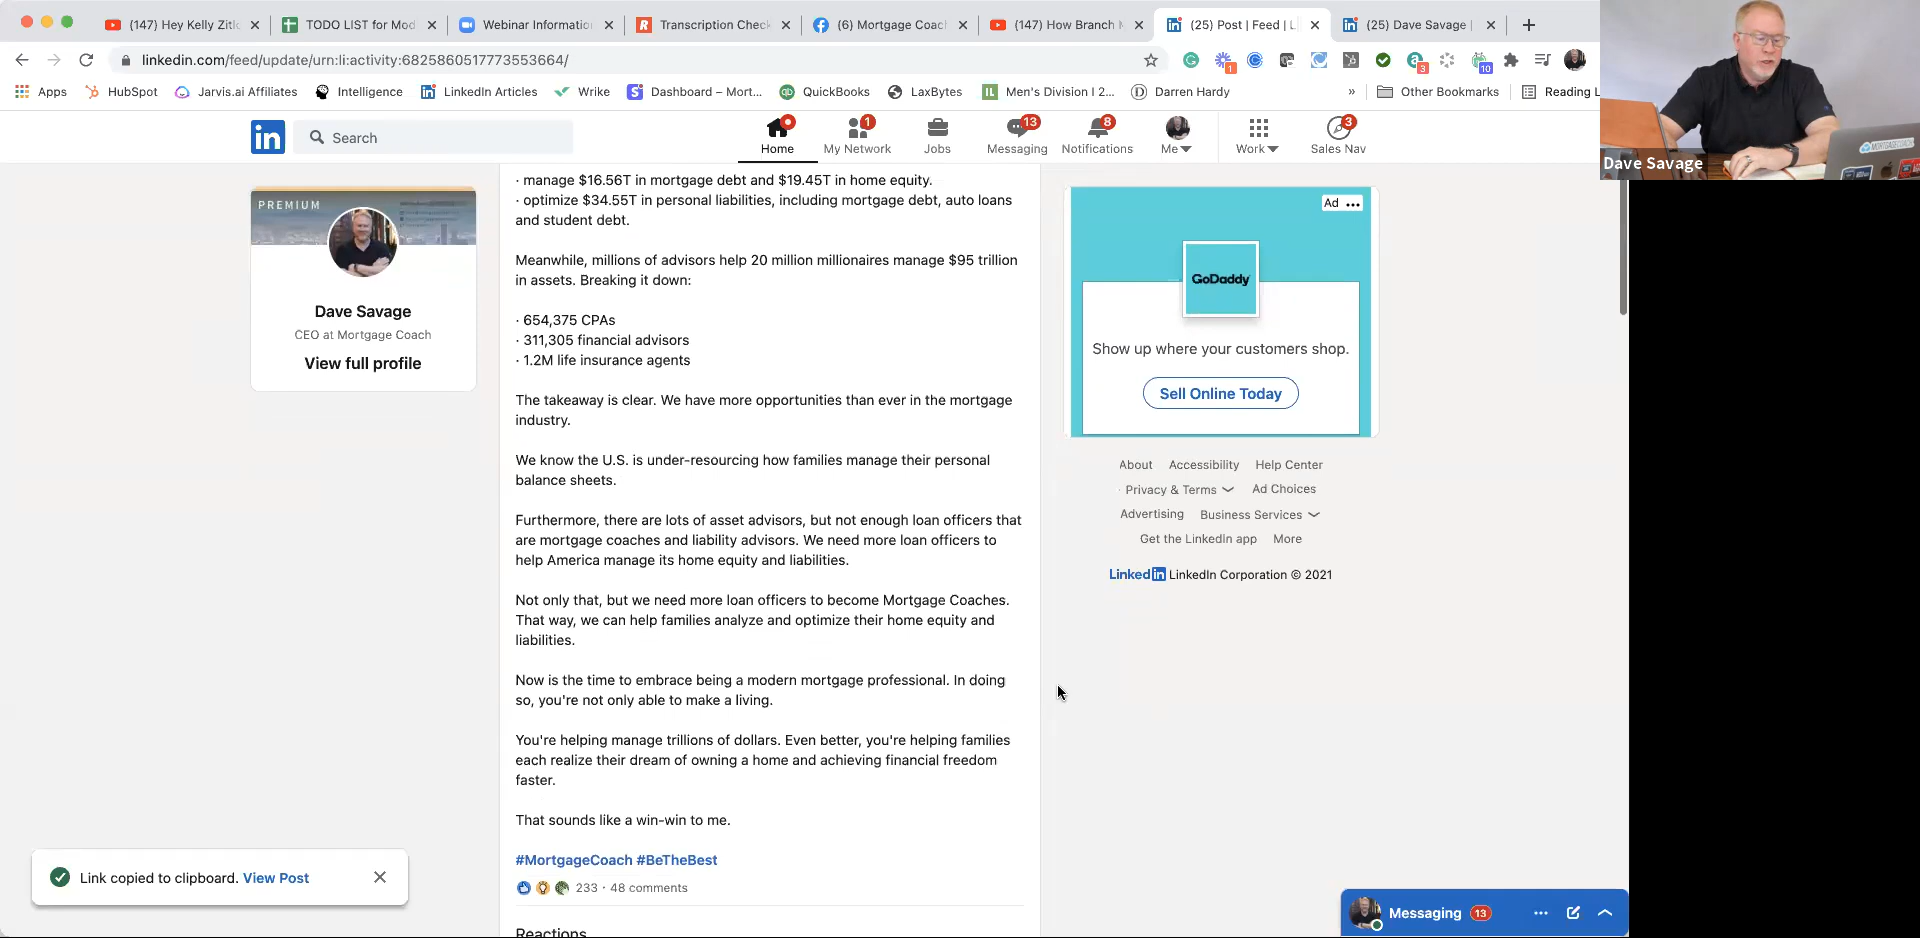 (147) Hey Kelly Zitlo
TODO LIST for Mod
Webinar Informatio
Transcription Chec
(6) Mortgage Coac
(147) How Branch M
(25) Post | Feed | L
(25) Dave Savage |
linkedin.com/feed/update/urn:li:activity:6825860517773553664/
1
3
10
Apps
HubSpot
Jarvis.ai Affiliates
Intelligence
LinkedIn Articles
Wrike
Dashboard – Mort...
QuickBooks
LaxBytes
Men's Division I 2...
Darren Hardy
»
Other Bookmarks
Reading L
Dave Savage
in
Search
Home
1
My Network
Jobs
13
Messaging
8
Notifications
Me
Work
3
Sales Nav
PREMIUM
Dave Savage
CEO at Mortgage Coach
View full profile
· manage $16.56T in mortgage debt and $19.45T in home equity.
· optimize $34.55T in personal liabilities, including mortgage debt, auto loans
and student debt.
Meanwhile, millions of advisors help 20 million millionaires manage $95 trillion
in assets. Breaking it down:
· 654,375 CPAs
· 311,305 financial advisors
· 1.2M life insurance agents
The takeaway is clear. We have more opportunities than ever in the mortgage
industry.
We know the U.S. is under-resourcing how families manage their personal
balance sheets.
Furthermore, there are lots of asset advisors, but not enough loan officers that
are mortgage coaches and liability advisors. We need more loan officers to
help America manage its home equity and liabilities.
Not only that, but we need more loan officers to become Mortgage Coaches.
That way, we can help families analyze and optimize their home equity and
liabilities.
Now is the time to embrace being a modern mortgage professional. In doing
so, you're not only able to make a living.
You're helping manage trillions of dollars. Even better, you're helping families
each realize their dream of owning a home and achieving financial freedom
faster.
That sounds like a win-win to me.
#MortgageCoach #BeTheBest
233 · 48 comments
Reactions
Ad ...
GoDaddy
Show up where your customers shop.
Sell Online Today
About Accessibility Help Center
Privacy & Terms Ad Choices
Advertising Business Services
Get the LinkedIn app More
LinkedIn LinkedIn Corporation © 2021
Link copied to clipboard. View Post
Messaging 13